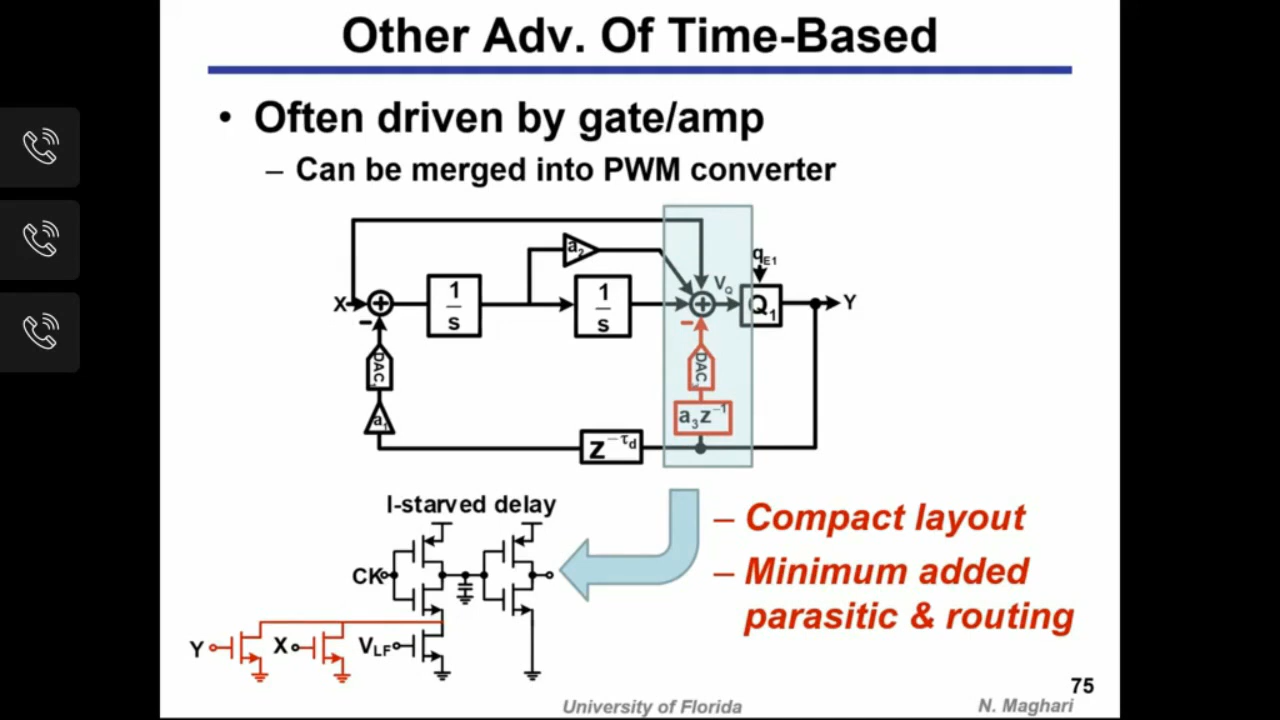 Other Adv. Of Time-Based
• Often driven by gate/amp
– Can be merged into PWM converter
a₂
qE1
X
+
1
s
1
s
+
VQ
Q₁
Y
–
–
DAC
DAC
a₁
a₃z⁻¹
z^-τd
I-starved delay
CK
Y
X
VLF
– Compact layout
– Minimum added
parasitic & routing
75
University of Florida
N. Maghari